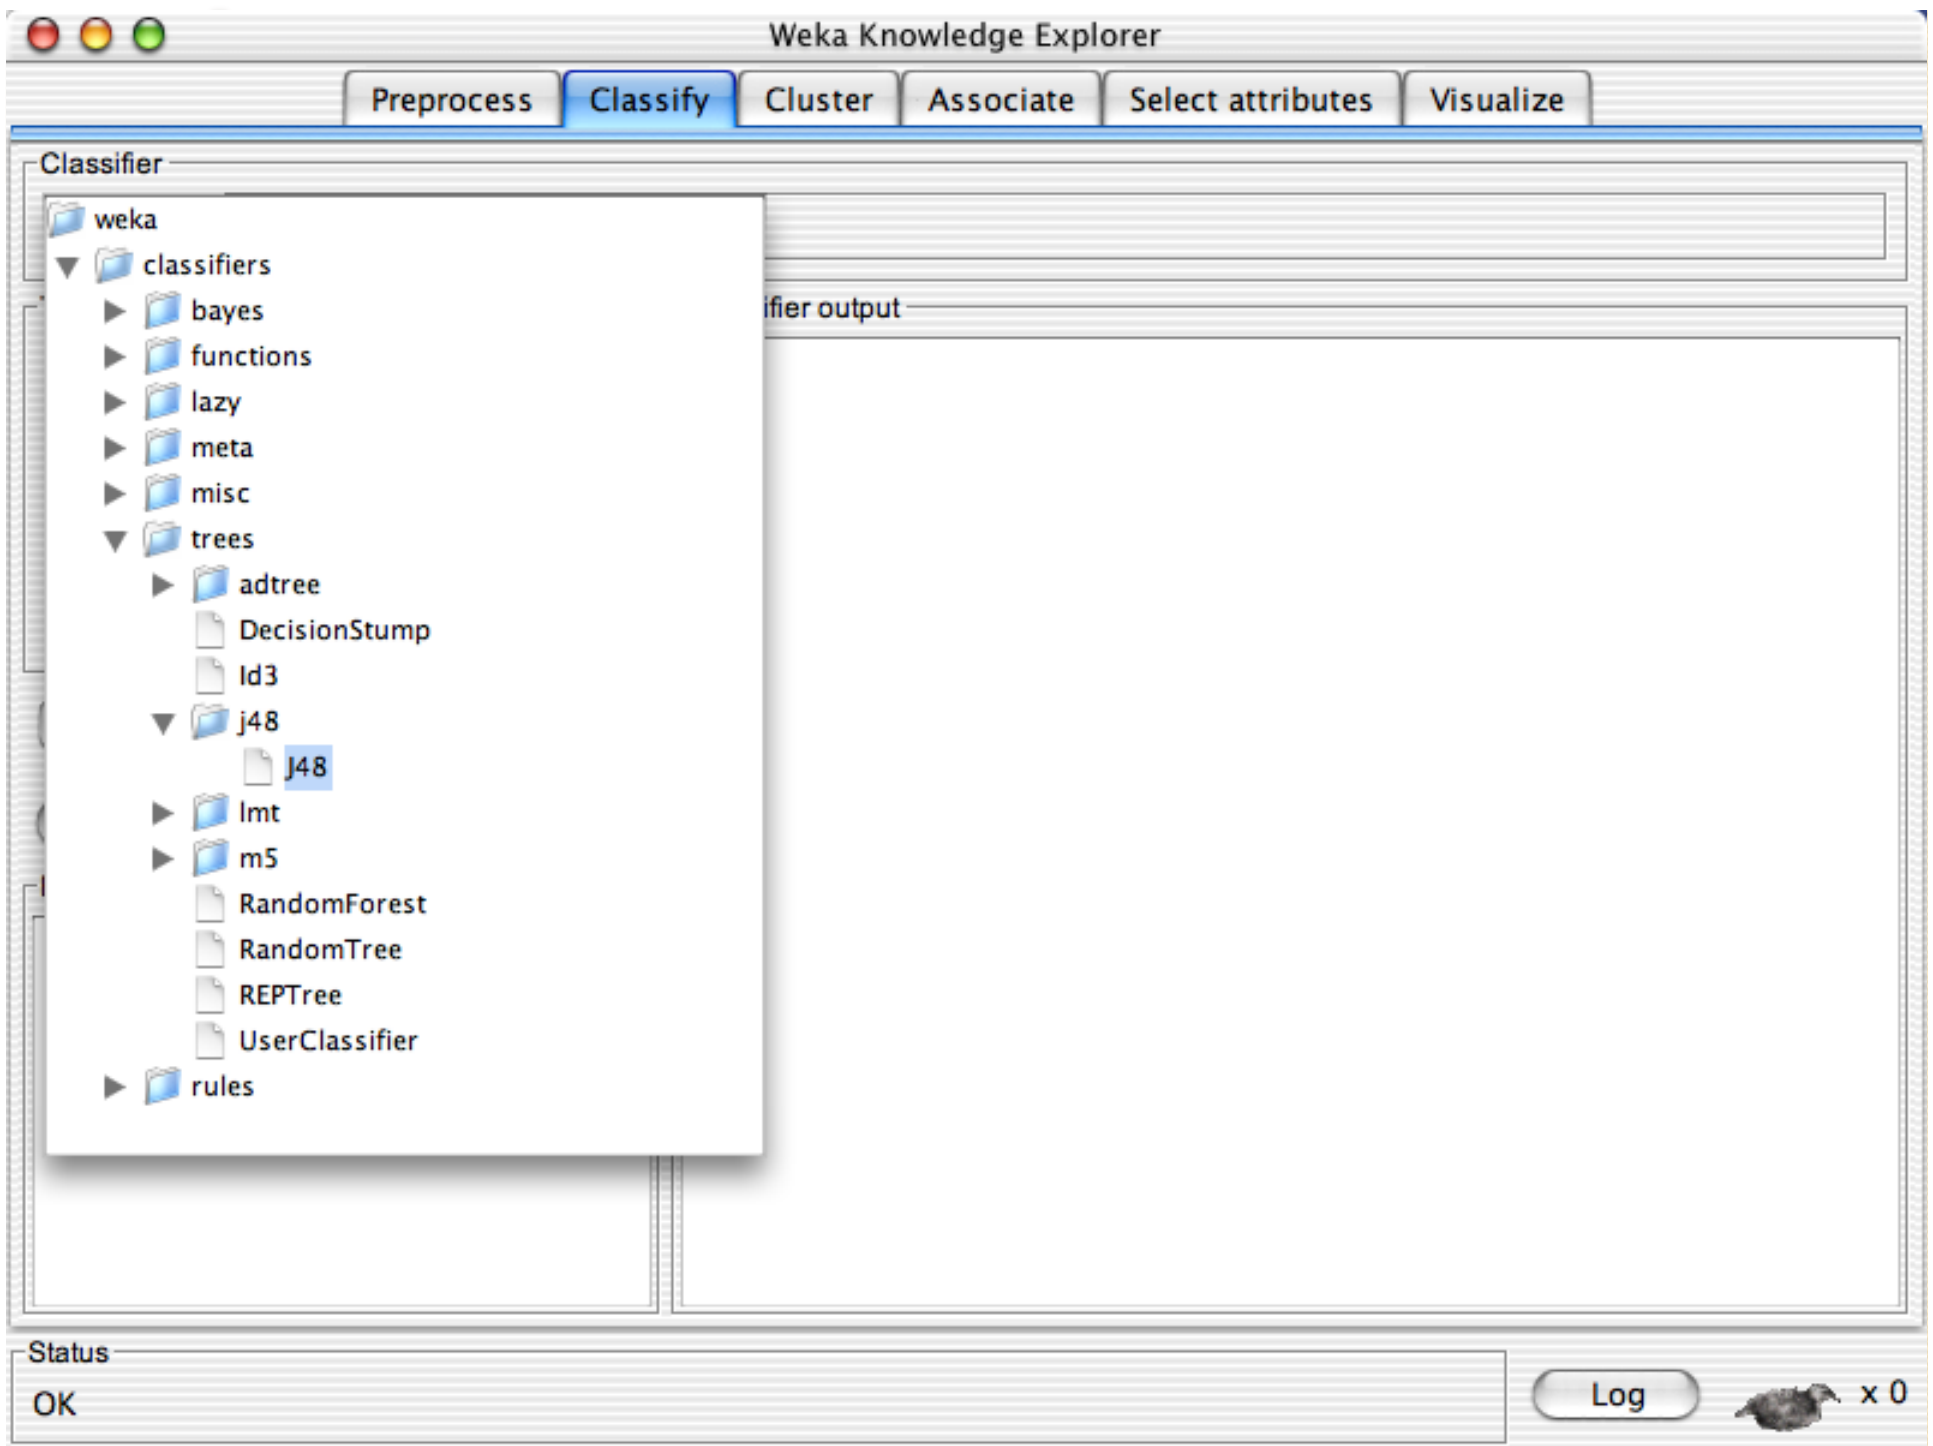 Weka Knowledge Explorer
Preprocess Classify Cluster Associate Select attributes Visualize
Classifier
weka
classifiers
bayes
ifier output
functions
lazy
meta
misc
trees
adtree
DecisionStump
Id3
j48
J48
lmt
m5
RandomForest
RandomTree
REPTree
UserClassifier
rules
Status
OK
Log
x 0